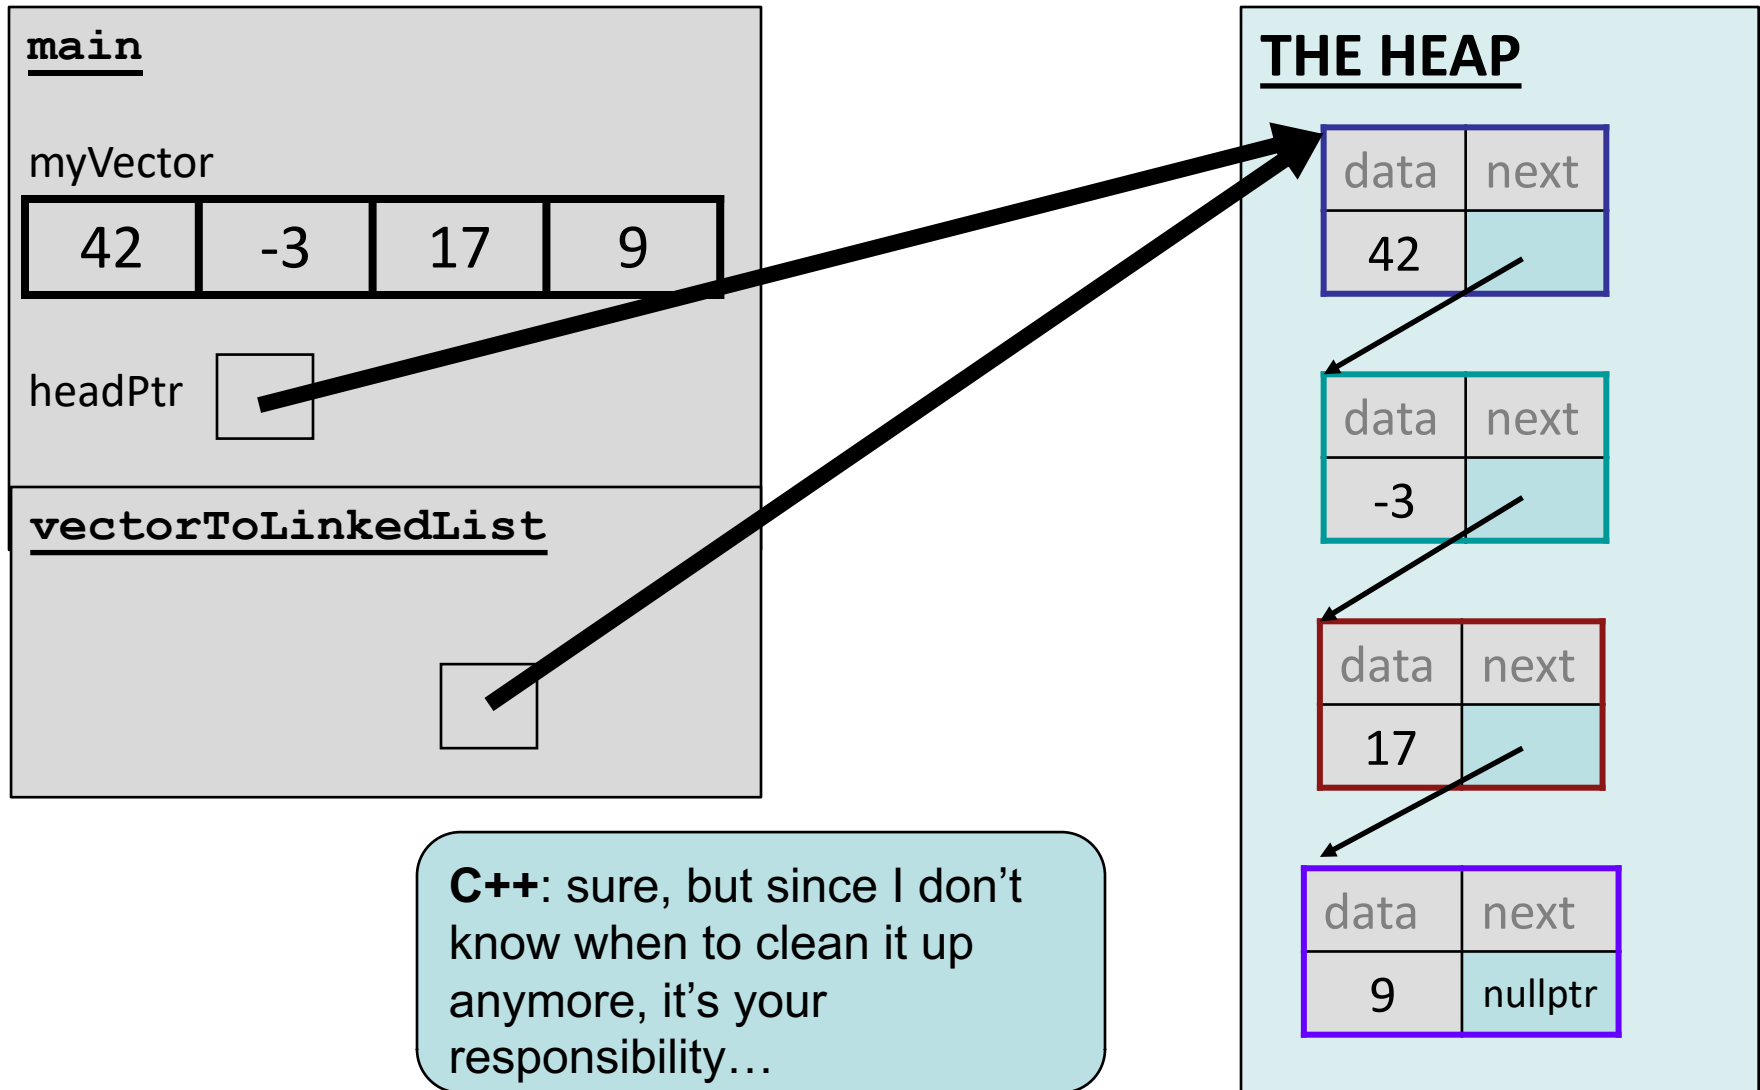 main
myVector
42 -3 17 9
headPtr
vectorToLinkedList
C++: sure, but since I don’t
know when to clean it up
anymore, it’s your
responsibility…
THE HEAP
data next
42
data next
-3
data next
17
data next
9 nullptr